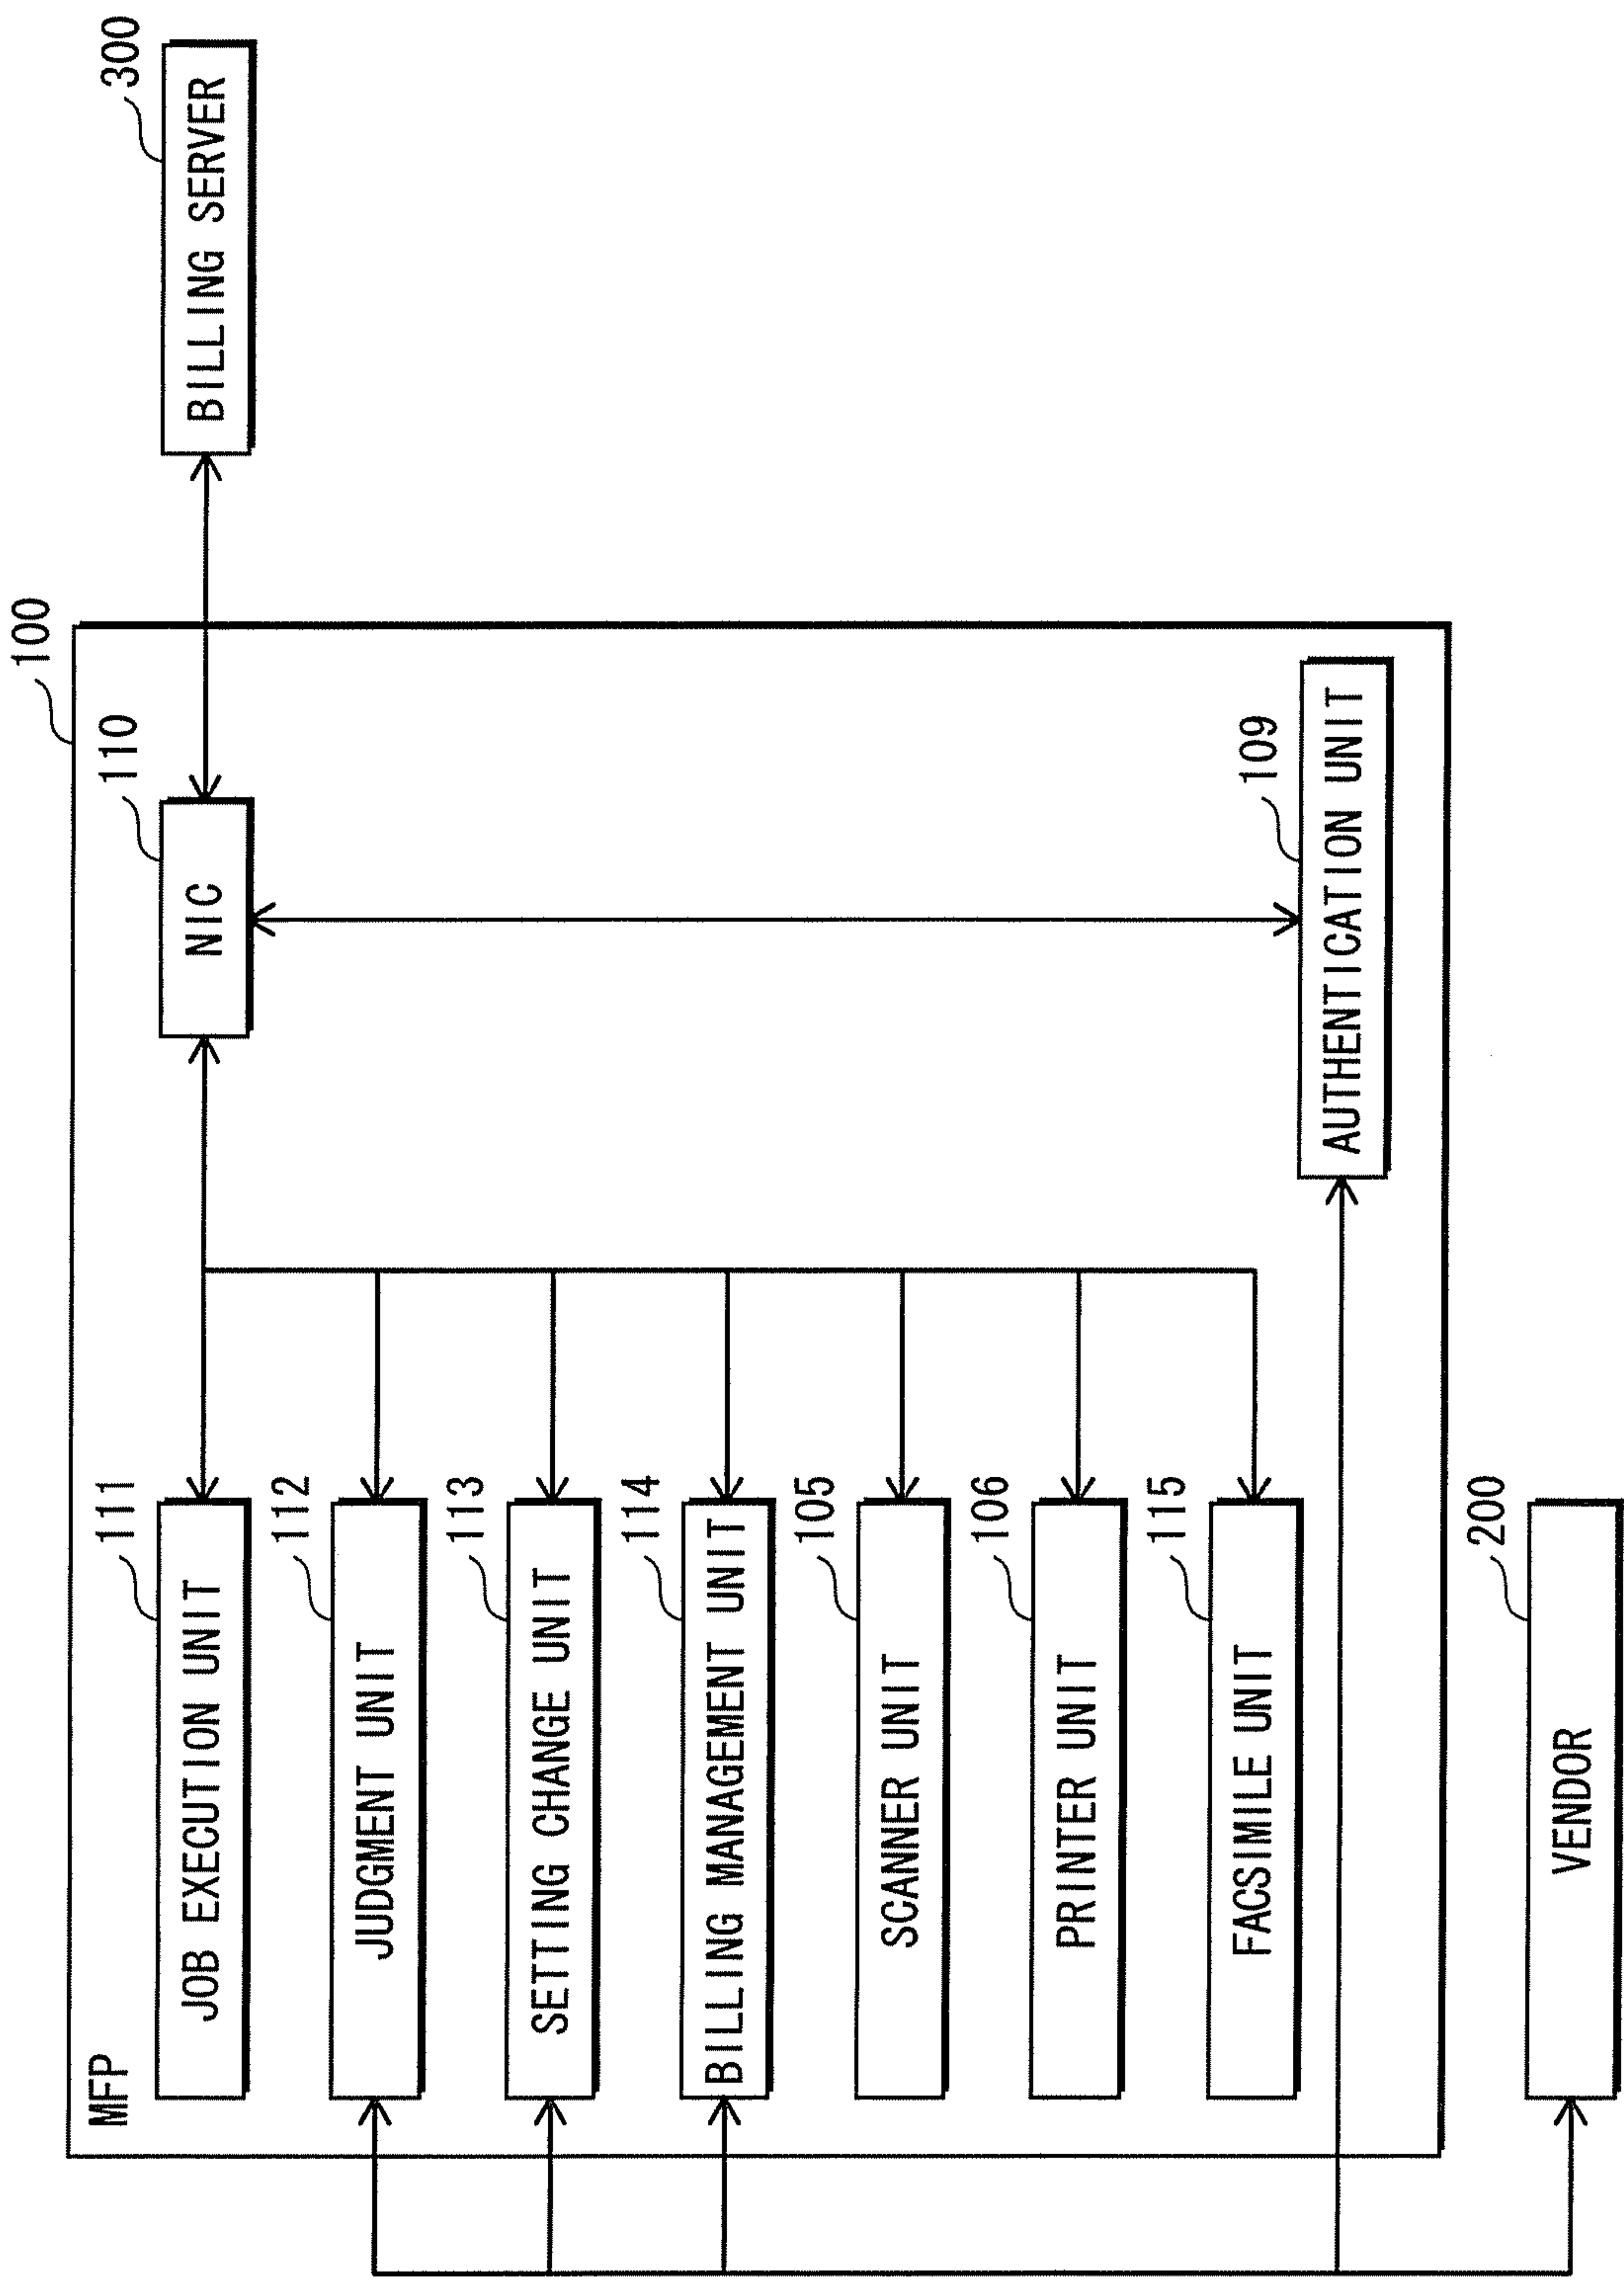 MFP
100
111
JOB EXECUTION UNIT
110
NIC
300
BILLING SERVER
112
JUDGMENT UNIT
113
SETTING CHANGE UNIT
114
BILLING MANAGEMENT UNIT
105
SCANNER UNIT
106
PRINTER UNIT
115
FACSIMILE UNIT
109
AUTHENTICATION UNIT
200
VENDOR